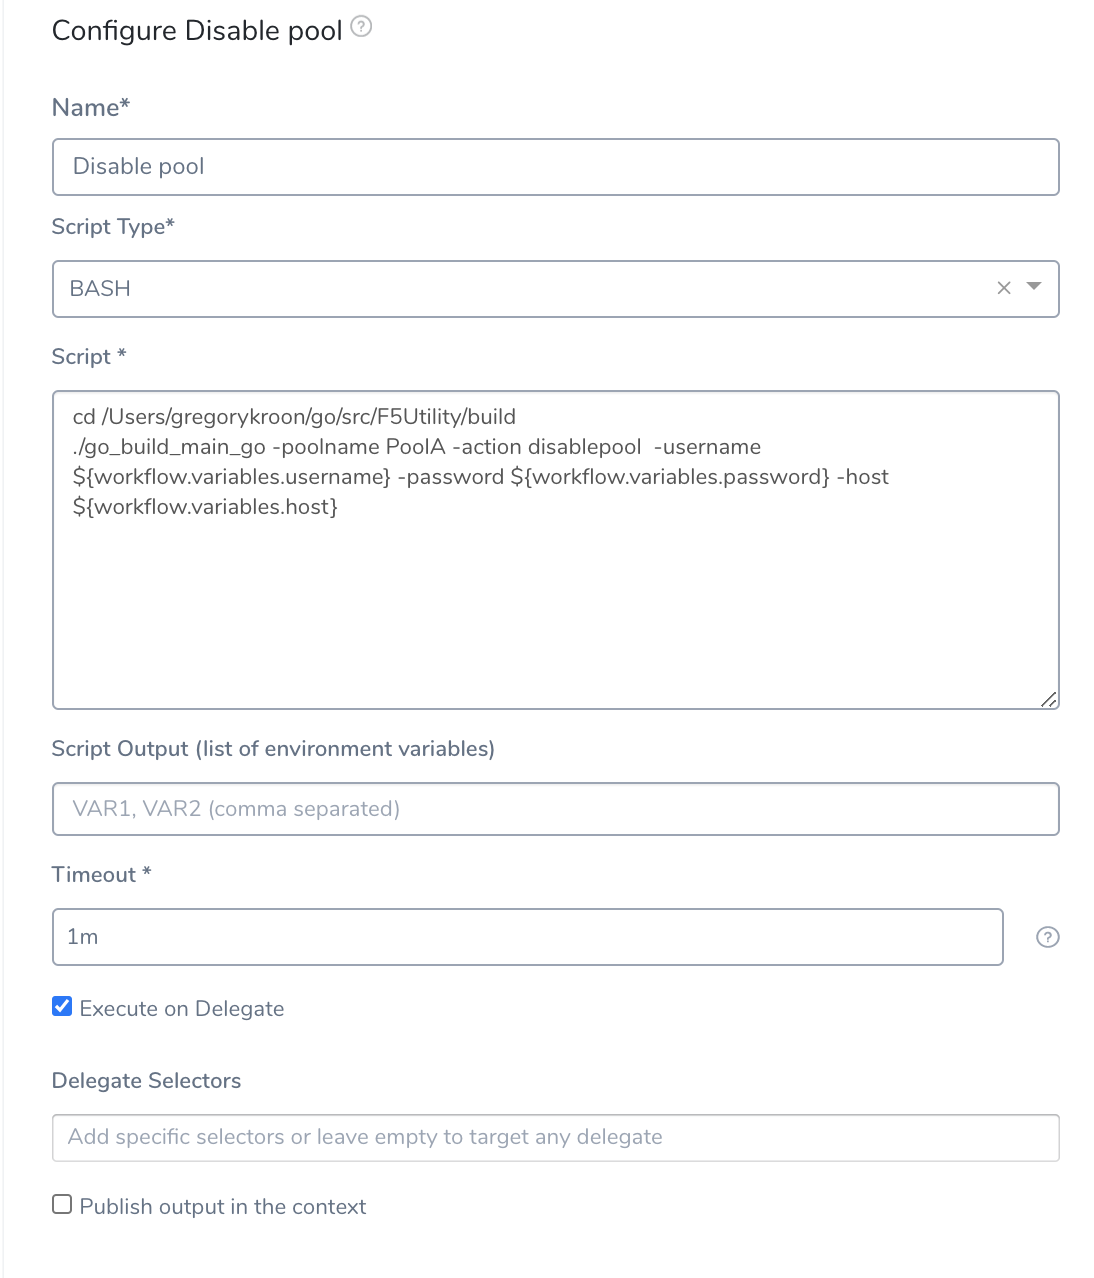 Configure Disable pool ?
Name*
Disable pool
Script Type*
BASH
Script *
cd /Users/gregorykroon/go/src/F5Utility/build
./go_build_main_go -poolname PoolA -action disablepool  -username
${workflow.variables.username} -password ${workflow.variables.password} -host
${workflow.variables.host}
Script Output (list of environment variables)
VAR1, VAR2 (comma separated)
Timeout *
1m
?
Execute on Delegate
Delegate Selectors
Add specific selectors or leave empty to target any delegate
Publish output in the context